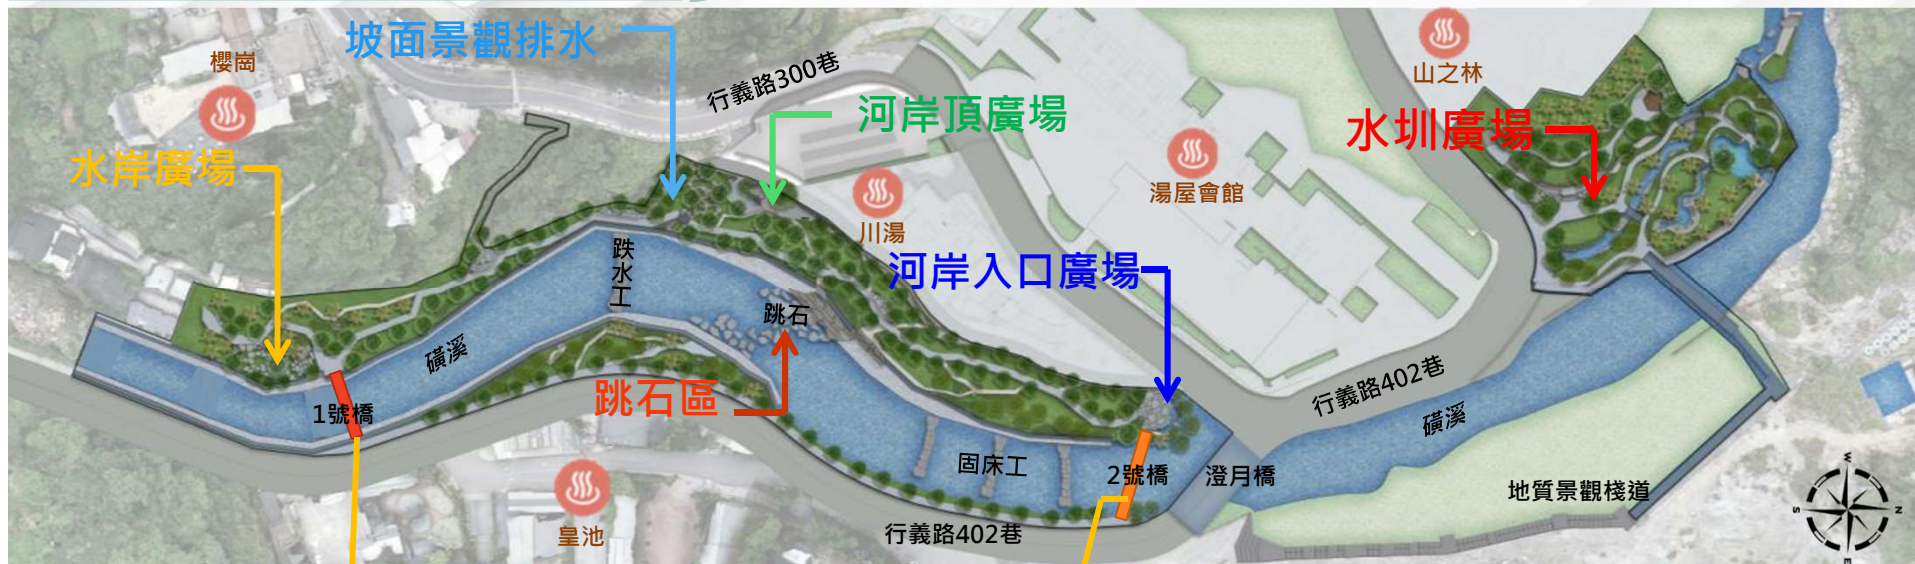 坡面景觀排水
櫻崗
行義路300巷
山之林
河岸頂廣場
水圳廣場
水岸廣場
湯屋會館
川湯
跌水工
河岸入口廣場
跳石
磺溪
行義路402巷
跳石區
1號橋
磺溪
固床工
2號橋
澄月橋
地質景觀棧道
皇池
行義路402巷
W
S
N
E